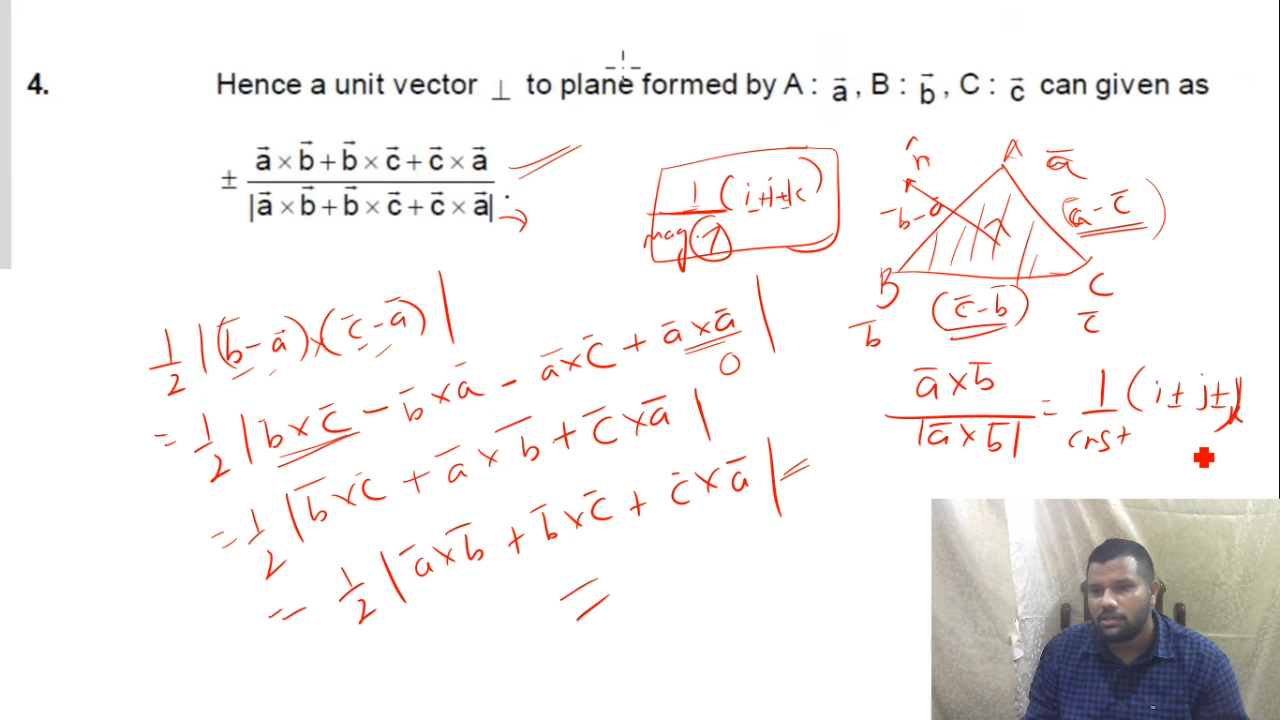 4. Hence a unit vector ⊥ to plane formed by A : a⃗ , B : b⃗ , C : c⃗ can given as
± (a⃗ × b⃗ + b⃗ × c⃗ + c⃗ × a⃗) / |a⃗ × b⃗ + b⃗ × c⃗ + c⃗ × a⃗| .
1/mag(→) (i+j+k)
n̂
A ā
b̄ - ā
(ā - c̄)
B
C
(c̄ - b̄)
b̄
c̄
1/2 |(b̄ - ā) × (c̄ - ā)|
= 1/2 |b̄ × c̄ - b̄ × ā - ā × c̄ + ā × ā|
0
= 1/2 |b̄ × c̄ + ā × b̄ + c̄ × ā|
= 1/2 |ā × b̄ + b̄ × c̄ + c̄ × ā| =
(ā × b̄) / |ā × b̄| = 1/cnst (i ± j ± k